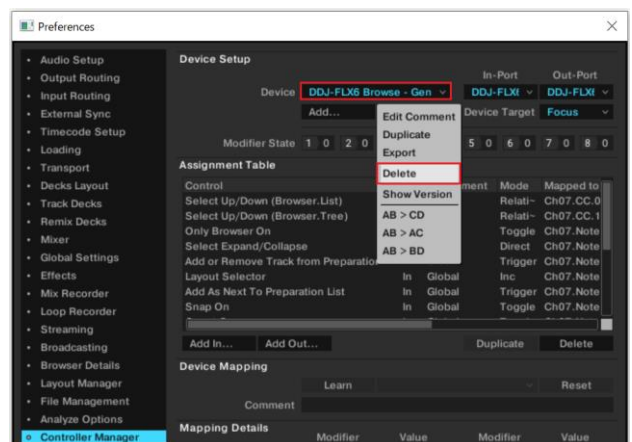 Preferences
Audio Setup
Output Routing
Input Routing
External Sync
Timecode Setup
Loading
Transport
Decks Layout
Track Decks
Remix Decks
Mixer
Global Settings
Effects
Mix Recorder
Loop Recorder
Streaming
Broadcasting
Browser Details
Layout Manager
File Management
Analyze Options
Controller Manager
Device Setup
In-Port Out-Port
Device DDJ-FLX6 Browse - Gen DDJ-FLX6 DDJ-FLX6
Add... Device Target Focus
Edit Comment
Duplicate
Export
Delete
Show Version
AB > CD
AB > AC
AB > BD
Modifier State 1 0 2 0 5 0 6 0 7 0 8 0
Assignment Table
Control ment Mode Mapped to
Select Up/Down (Browser.List) Relati~ Ch07.CC.0
Select Up/Down (Browser.Tree) Relati~ Ch07.CC.1
Only Browser On Toggle Ch07.Note
Select Expand/Collapse Direct Ch07.Note
Add or Remove Track from Preparation Trigger Ch07.Note
Layout Selector In Global Inc Ch07.Note
Add As Next To Preparation List In Global Trigger Ch07.Note
Snap On In Global Toggle Ch07.Note
Add In... Add Out... Duplicate Delete
Device Mapping
Learn Reset
Comment
Mapping Details
Modifier Value Modifier Value